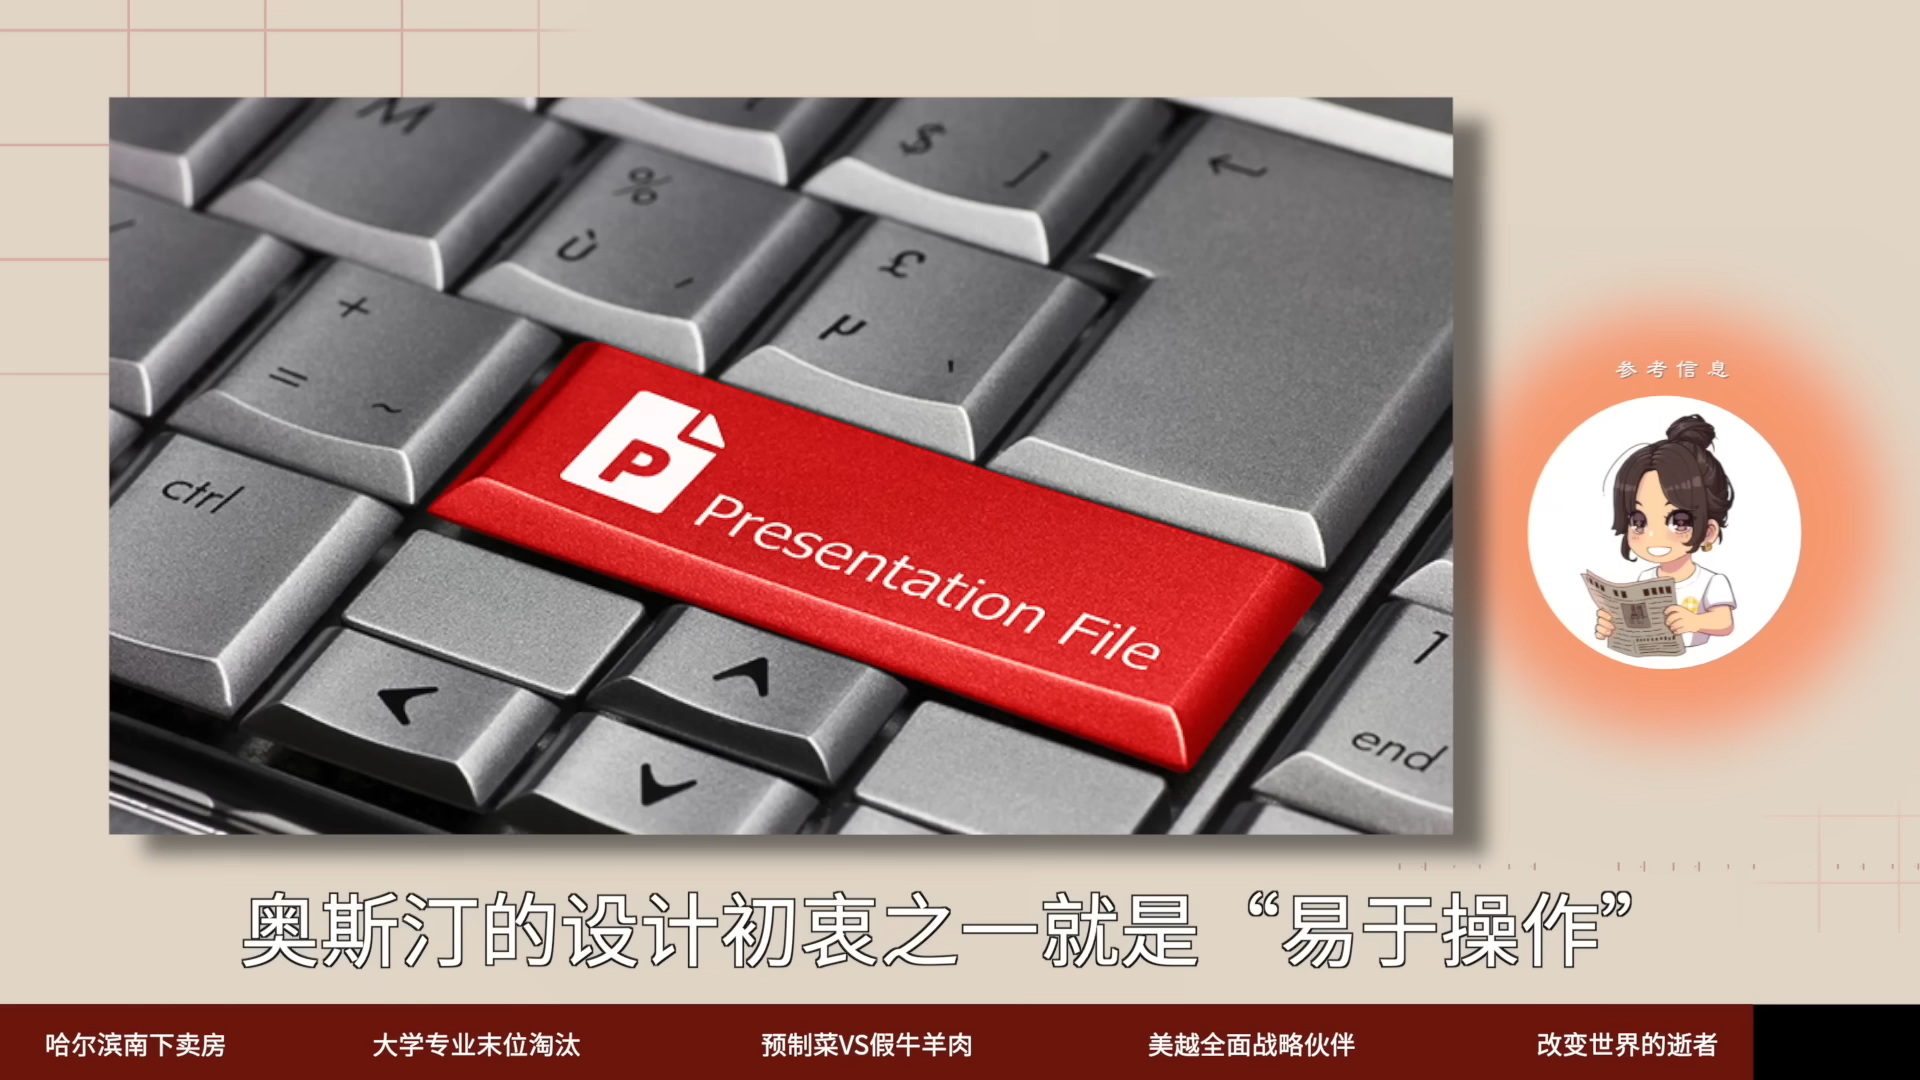 M
$ ]
%
ù ´
£
µ `
+
= ~
ctrl
P
Presentation File
1
end
参考信息
奥斯汀的设计初衷之一就是“易于操作”
哈尔滨南下卖房
大学专业末位淘汰
预制菜VS假牛羊肉
美越全面战略伙伴
改变世界的逝者